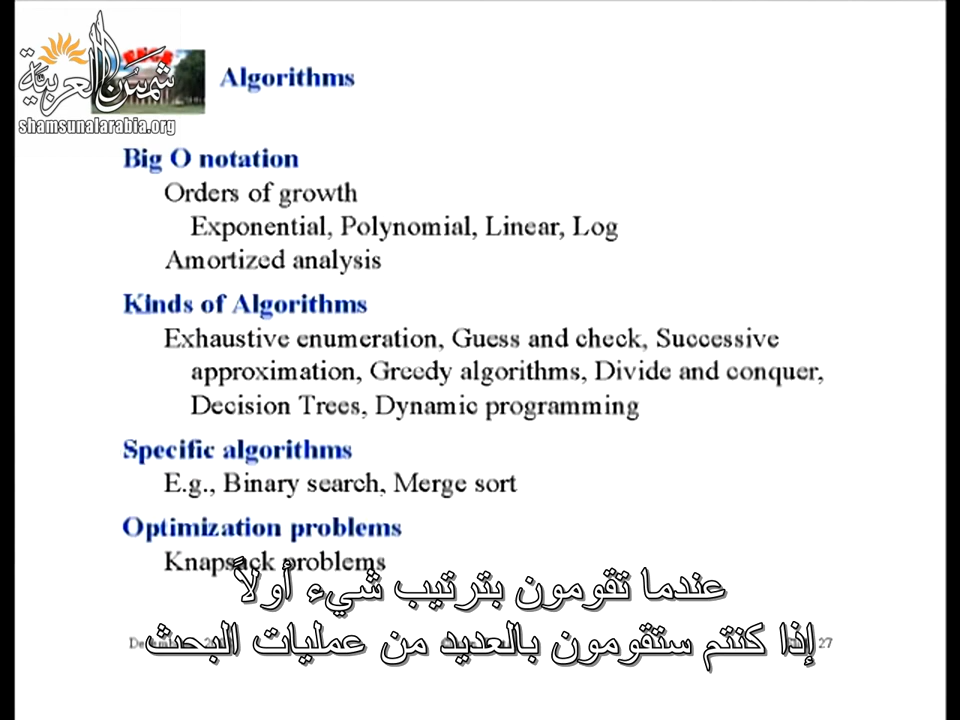 شمس العربية
shamsunalarabia.org
Algorithms
Big O notation
Orders of growth
Exponential, Polynomial, Linear, Log
Amortized analysis
Kinds of Algorithms
Exhaustive enumeration, Guess and check, Successive
approximation, Greedy algorithms, Divide and conquer,
Decision Trees, Dynamic programming
Specific algorithms
E.g., Binary search, Merge sort
Optimization problems
Knapsack problems
عندما تقومون بترتيب شيء أولاً
إذا كنتم ستقومون بالعديد من عمليات البحث
27